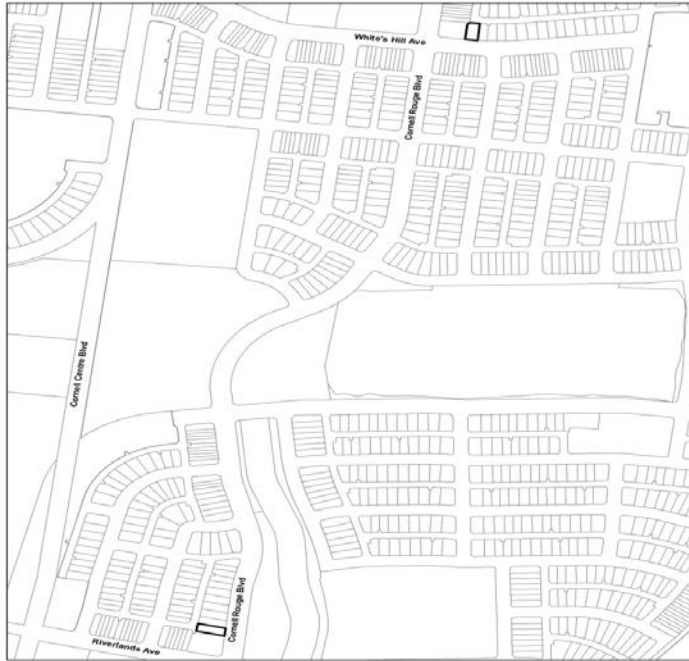 White's Hill Ave
Cornell Rouge Blvd
Cornell Centre Blvd
Cornell Rouge Blvd
Riverlands Ave